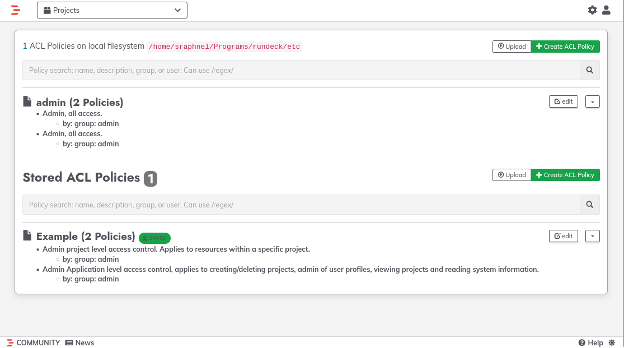 Projects
1 ACL Policies on local filesystem /home/sraphnel/Programs/rundeck/etc
Upload
Create ACL Policy
Policy search: name, description, group, or user. Can use /regex/
admin (2 Policies)
edit
Admin, all access.
by: group: admin
Admin, all access.
by: group: admin
Stored ACL Policies 1
Upload
Create ACL Policy
Policy search: name, description, group, or user. Can use /regex/
Example (2 Policies)
edit
Admin project level access control. Applies to resources within a specific project.
by: group: admin
Admin Application level access control, applies to creating/deleting projects, admin of user profiles, viewing projects and reading system information.
by: group: admin
COMMUNITY News Help